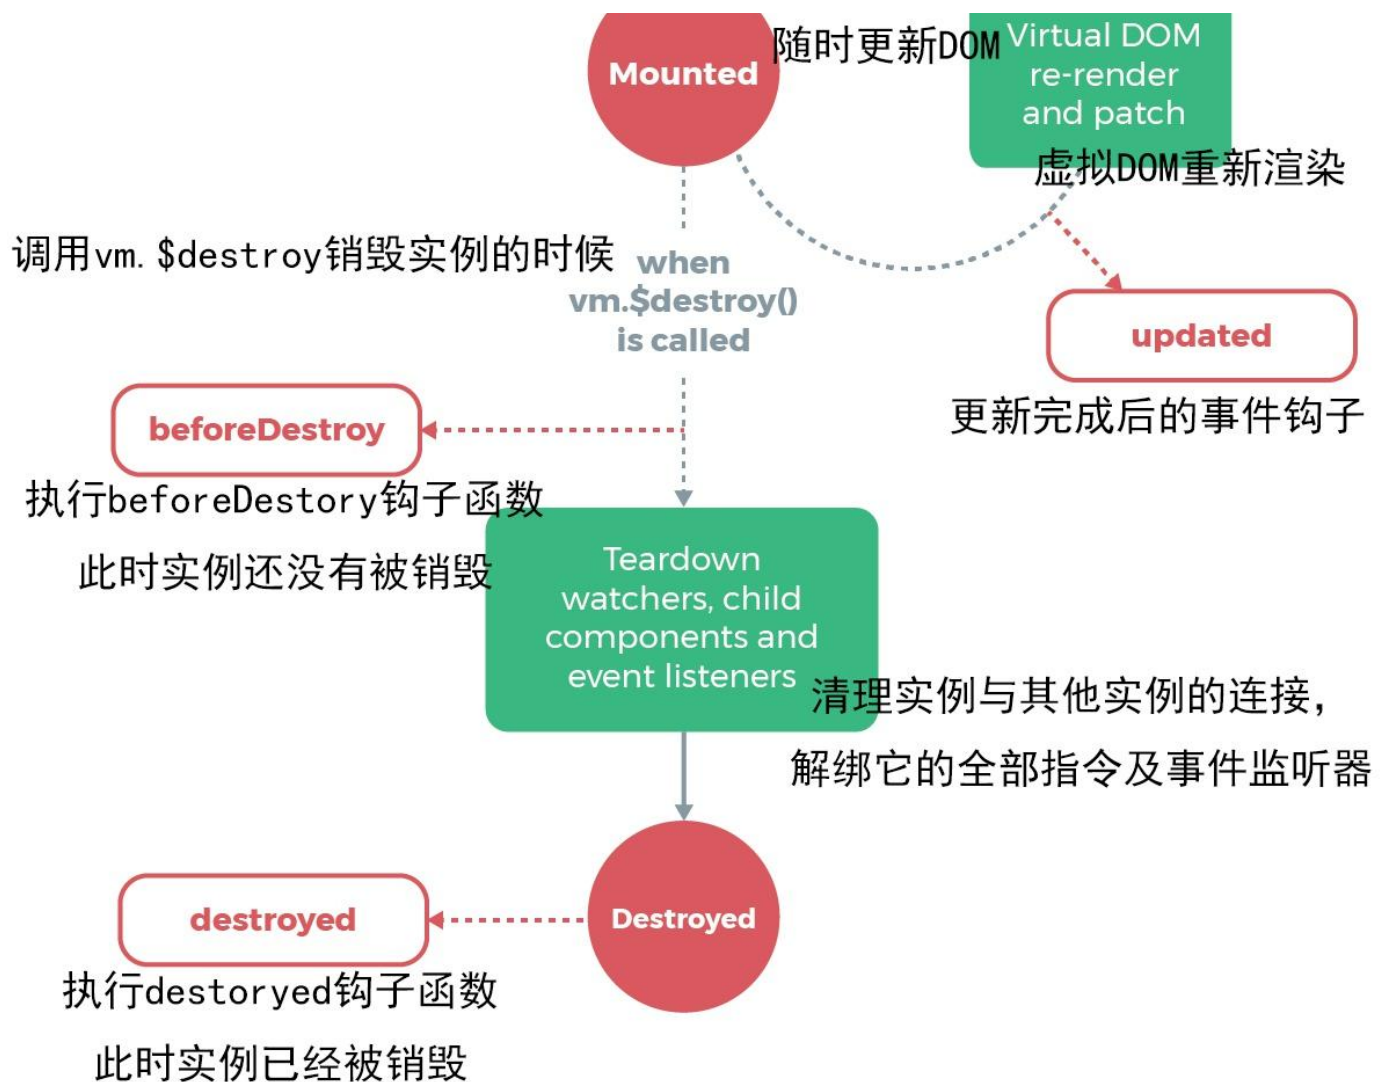 Mounted
随时更新DOM
Virtual DOM
re-render
and patch
虚拟DOM重新渲染
调用vm.$destroy销毁实例的时候
when
vm.$destroy()
is called
updated
更新完成后的事件钩子
beforeDestroy
执行beforeDestory钩子函数
此时实例还没有被销毁
Teardown
watchers, child
components and
event listeners
清理实例与其他实例的连接，
解绑它的全部指令及事件监听器
destroyed
Destroyed
执行destoryed钩子函数
此时实例已经被销毁